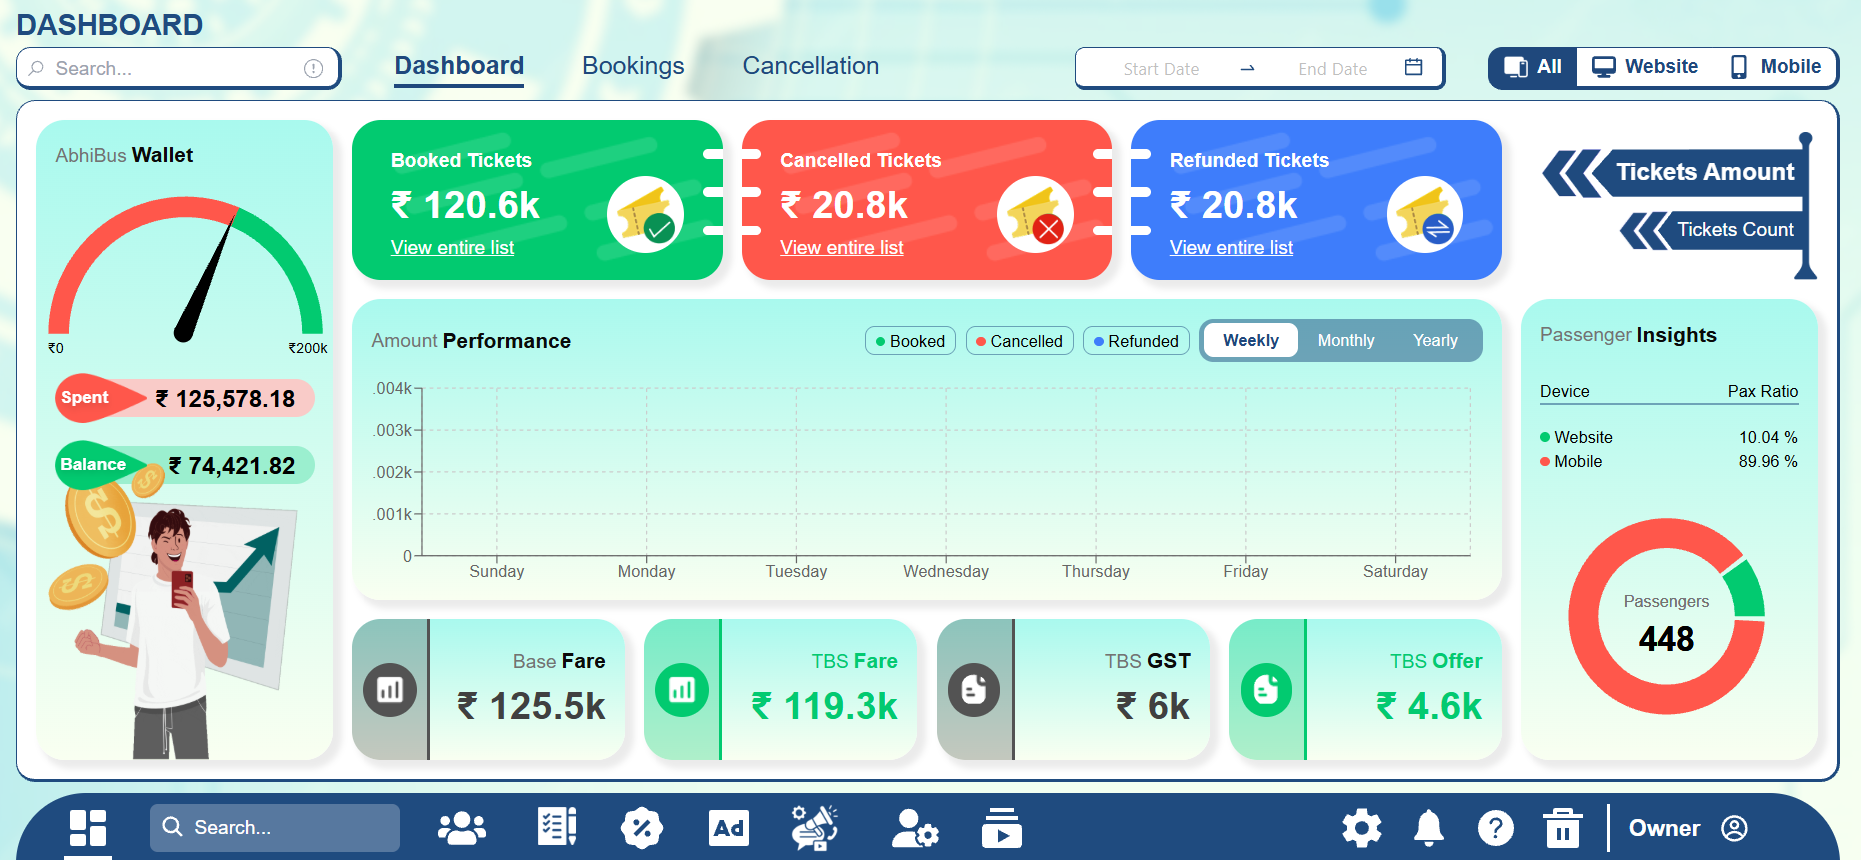 DASHBOARD
Search...
Dashboard
Bookings
Cancellation
Start Date
End Date
All
Website
Mobile
AbhiBus Wallet
₹0
₹200k
Spent
₹ 125,578.18
Balance
₹ 74,421.82
Booked Tickets
₹ 120.6k
View entire list
Cancelled Tickets
₹ 20.8k
View entire list
Refunded Tickets
₹ 20.8k
View entire list
Tickets Amount
Tickets Count
Amount Performance
Booked
Cancelled
Refunded
Weekly
Monthly
Yearly
.004k
.003k
.002k
.001k
0
Sunday
Monday
Tuesday
Wednesday
Thursday
Friday
Saturday
Passenger Insights
Device Pax Ratio
Website 10.04 %
Mobile 89.96 %
Passengers
448
Base Fare
₹ 125.5k
TBS Fare
₹ 119.3k
TBS GST
₹ 6k
TBS Offer
₹ 4.6k
Search...
Ad
Owner